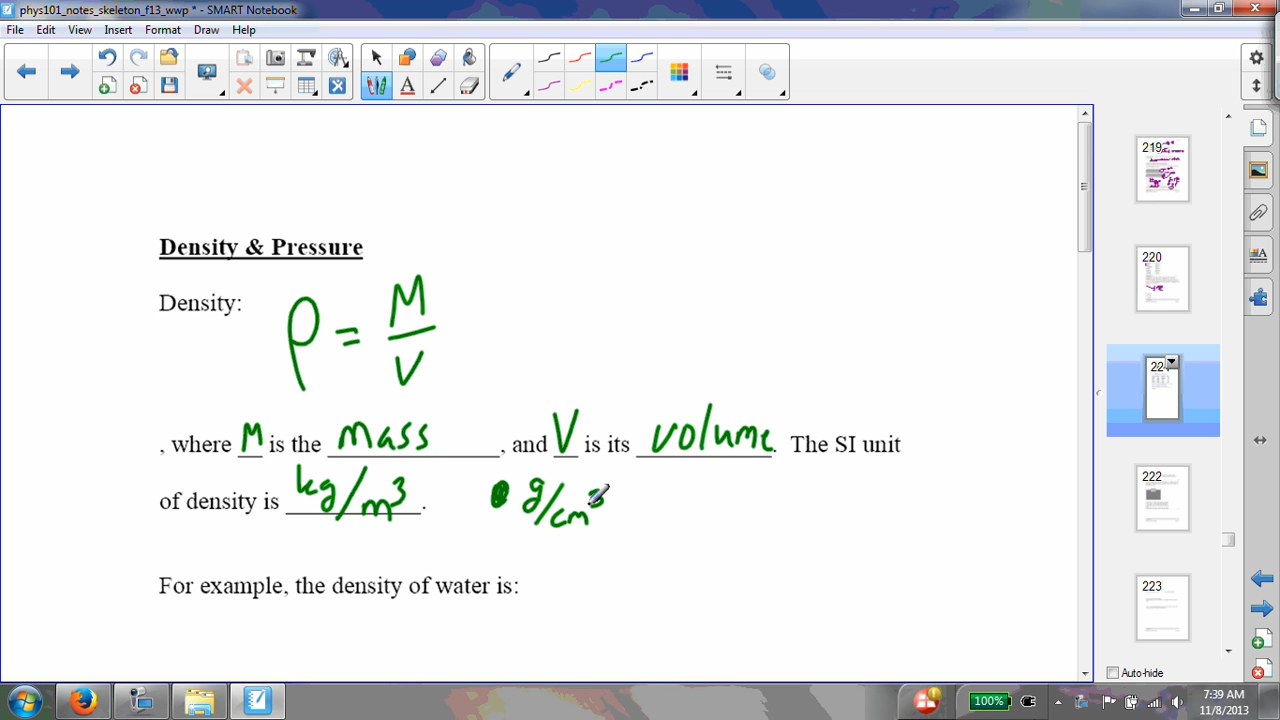 phys101_notes_skeleton_f13_wwp * - SMART Notebook
File Edit View Insert Format Draw Help
219
220
222
223
Density & Pressure
Density: ρ = M/V
, where M is the mass, and V is its volume. The SI unit
of density is kg/m³. g/cm³
For example, the density of water is:
Auto-hide
100%
7:39 AM
11/8/2013